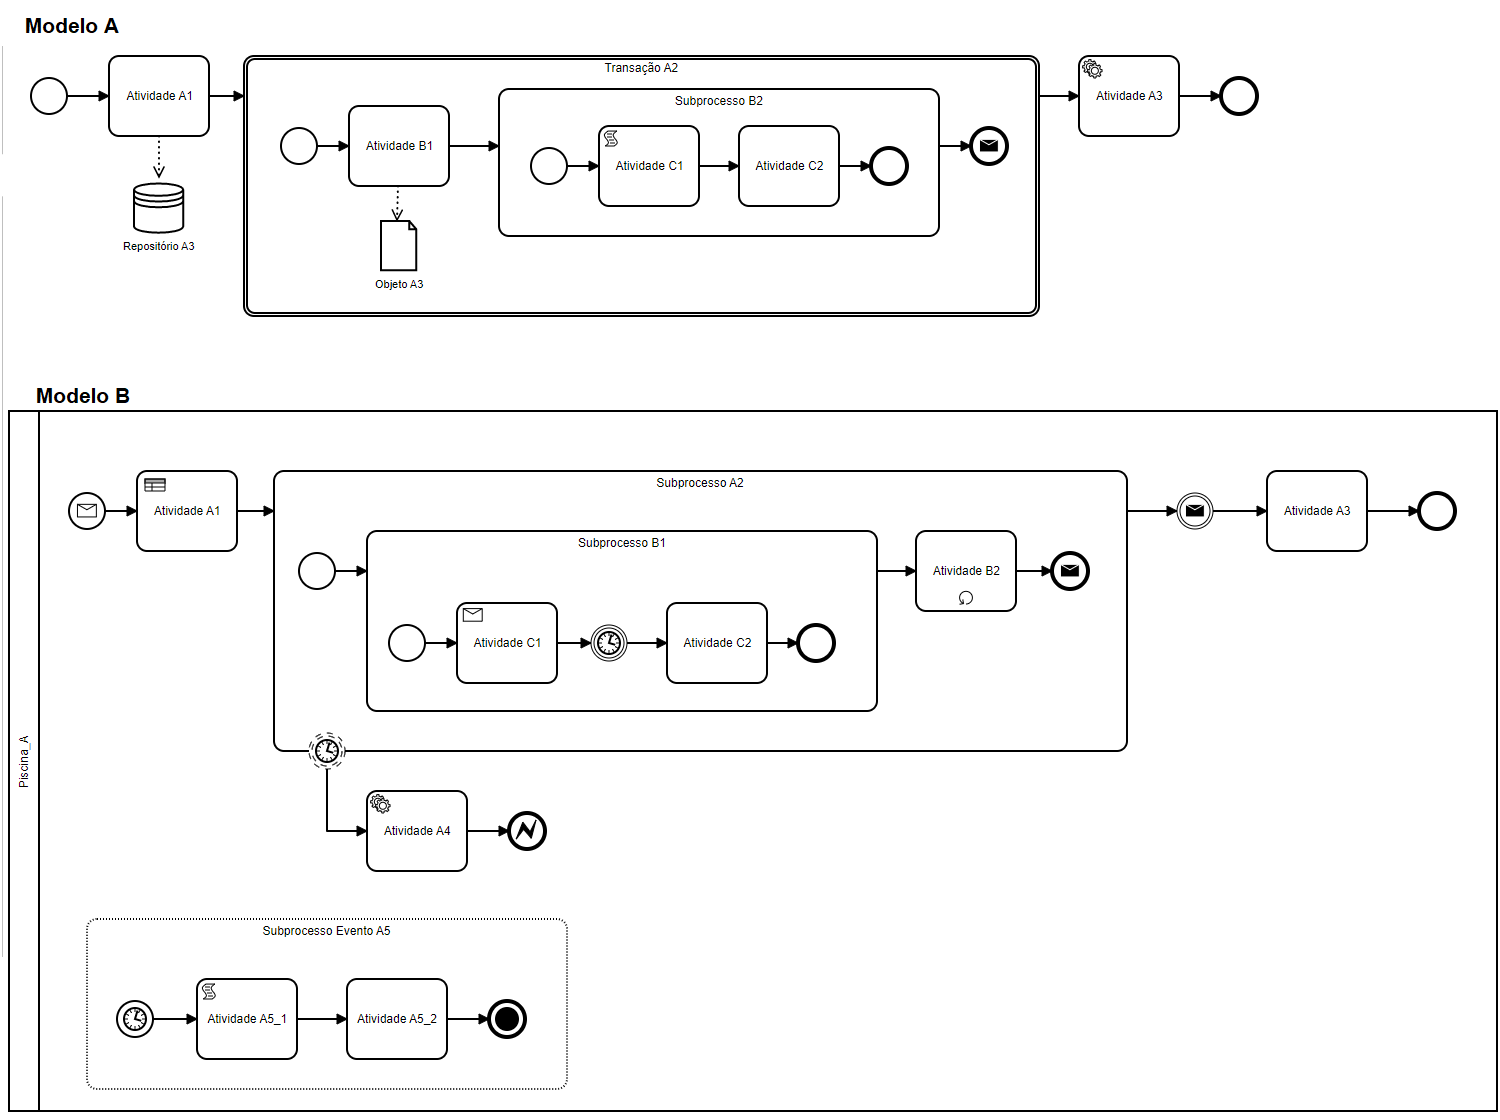 Modelo A
Transação A2
Subprocesso B2
Atividade A1
Atividade B1
Atividade C1
Atividade C2
Atividade A3
Repositório A3
Objeto A3
Modelo B
Piscina_A
Subprocesso A2
Atividade A1
Subprocesso B1
Atividade C1
Atividade C2
Atividade B2
Atividade A3
Atividade A4
Subprocesso Evento A5
Atividade A5_1
Atividade A5_2